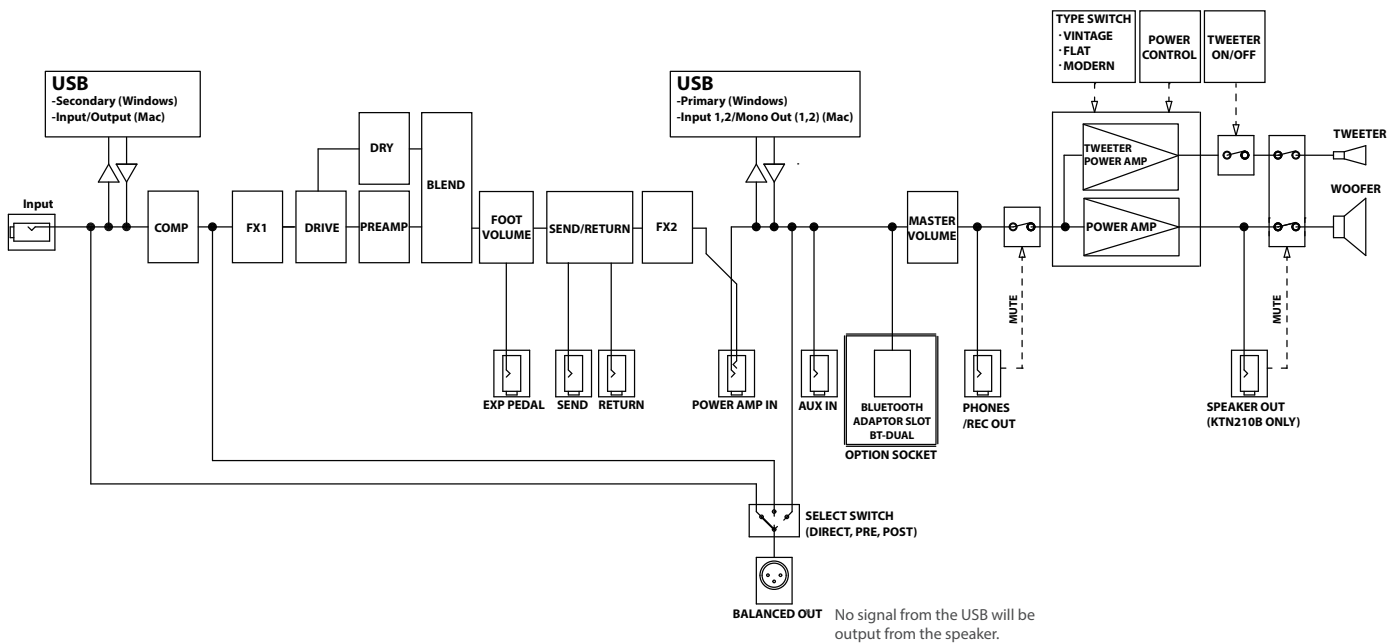 TYPE SWITCH
· VINTAGE
· FLAT
· MODERN
POWER
CONTROL
TWEETER
ON/OFF
USB
-Secondary (Windows)
-Input/Output (Mac)
USB
-Primary (Windows)
-Input 1,2/Mono Out (1,2) (Mac)
TWEETER
WOOFER
Input
COMP
FX1
DRIVE
DRY
PREAMP
BLEND
FOOT
VOLUME
SEND/RETURN
FX2
MASTER
VOLUME
TWEETER
POWER AMP
POWER AMP
MUTE
MUTE
EXP PEDAL
SEND
RETURN
POWER AMP IN
AUX IN
BLUETOOTH
ADAPTOR SLOT
BT-DUAL
OPTION SOCKET
PHONES
/REC OUT
SPEAKER OUT
(KTN210B ONLY)
SELECT SWITCH
(DIRECT, PRE, POST)
BALANCED OUT
No signal from the USB will be
output from the speaker.